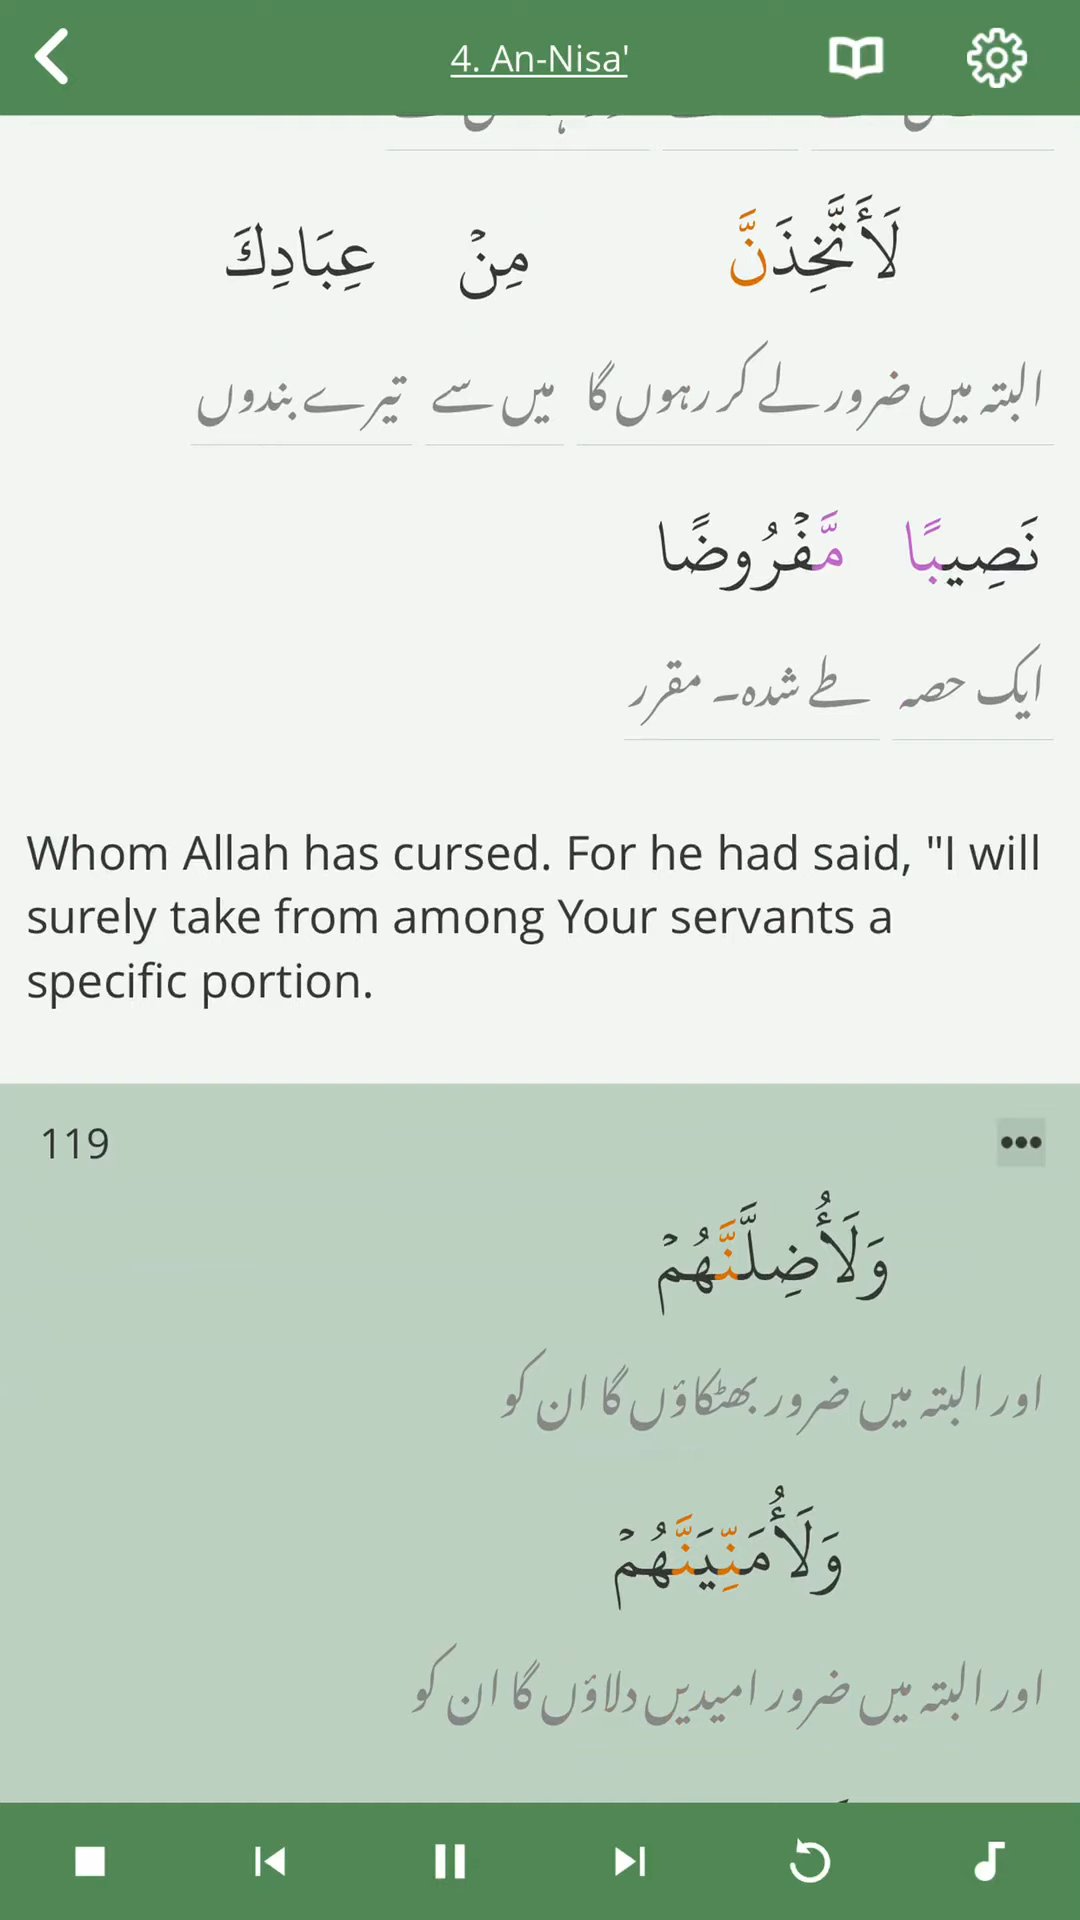 4. An-Nisa'
لَأَتَّخِذَنَّ مِنۡ عِبَادِكَ
البتہ میں ضرور لے کر رہوں گا میں سے تیرے بندوں
نَصِيبًا مَّفۡرُوضًا
ایک حصہ طے شدہ۔ مقرر
Whom Allah has cursed. For he had said, "I will
surely take from among Your servants a
specific portion.
119
وَلَأُضِلَّنَّهُمۡ
اور البتہ میں ضرور بھٹکاؤں گا ان کو
وَلَأُمَنِّيَنَّهُمۡ
اور البتہ میں ضرور امیدیں دلاؤں گا ان کو